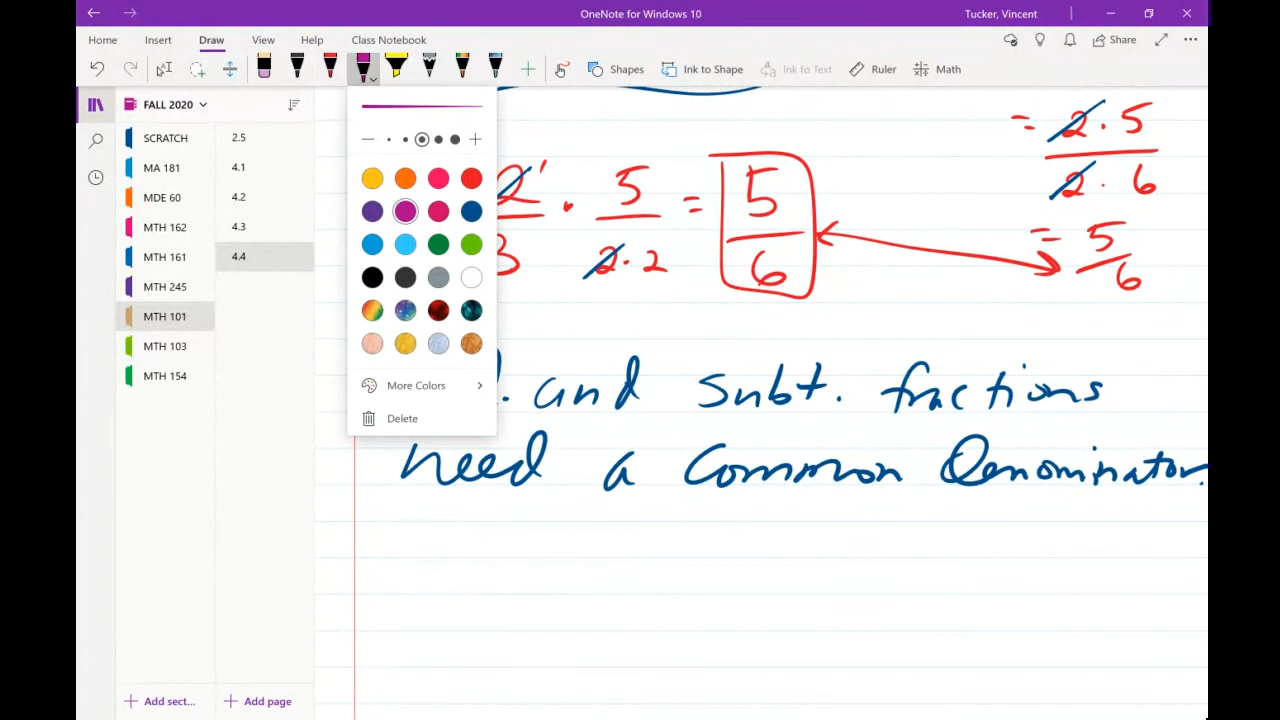 OneNote for Windows 10
Tucker, Vincent
Home Insert Draw View Help Class Notebook
Share
Shapes Ink to Shape Ink to Text Ruler Math
FALL 2020
SCRATCH
MA 181
MDE 60
MTH 162
MTH 161
MTH 245
MTH 101
MTH 103
MTH 154
Add sect...
2.5
4.1
4.2
4.3
4.4
Add page
More Colors
Delete
= 2 · 5
2 · 6
= 5
6
2 1 · 5 = 5
3 2 · 2 6
. and subt. fractions
need a Common Denominator.